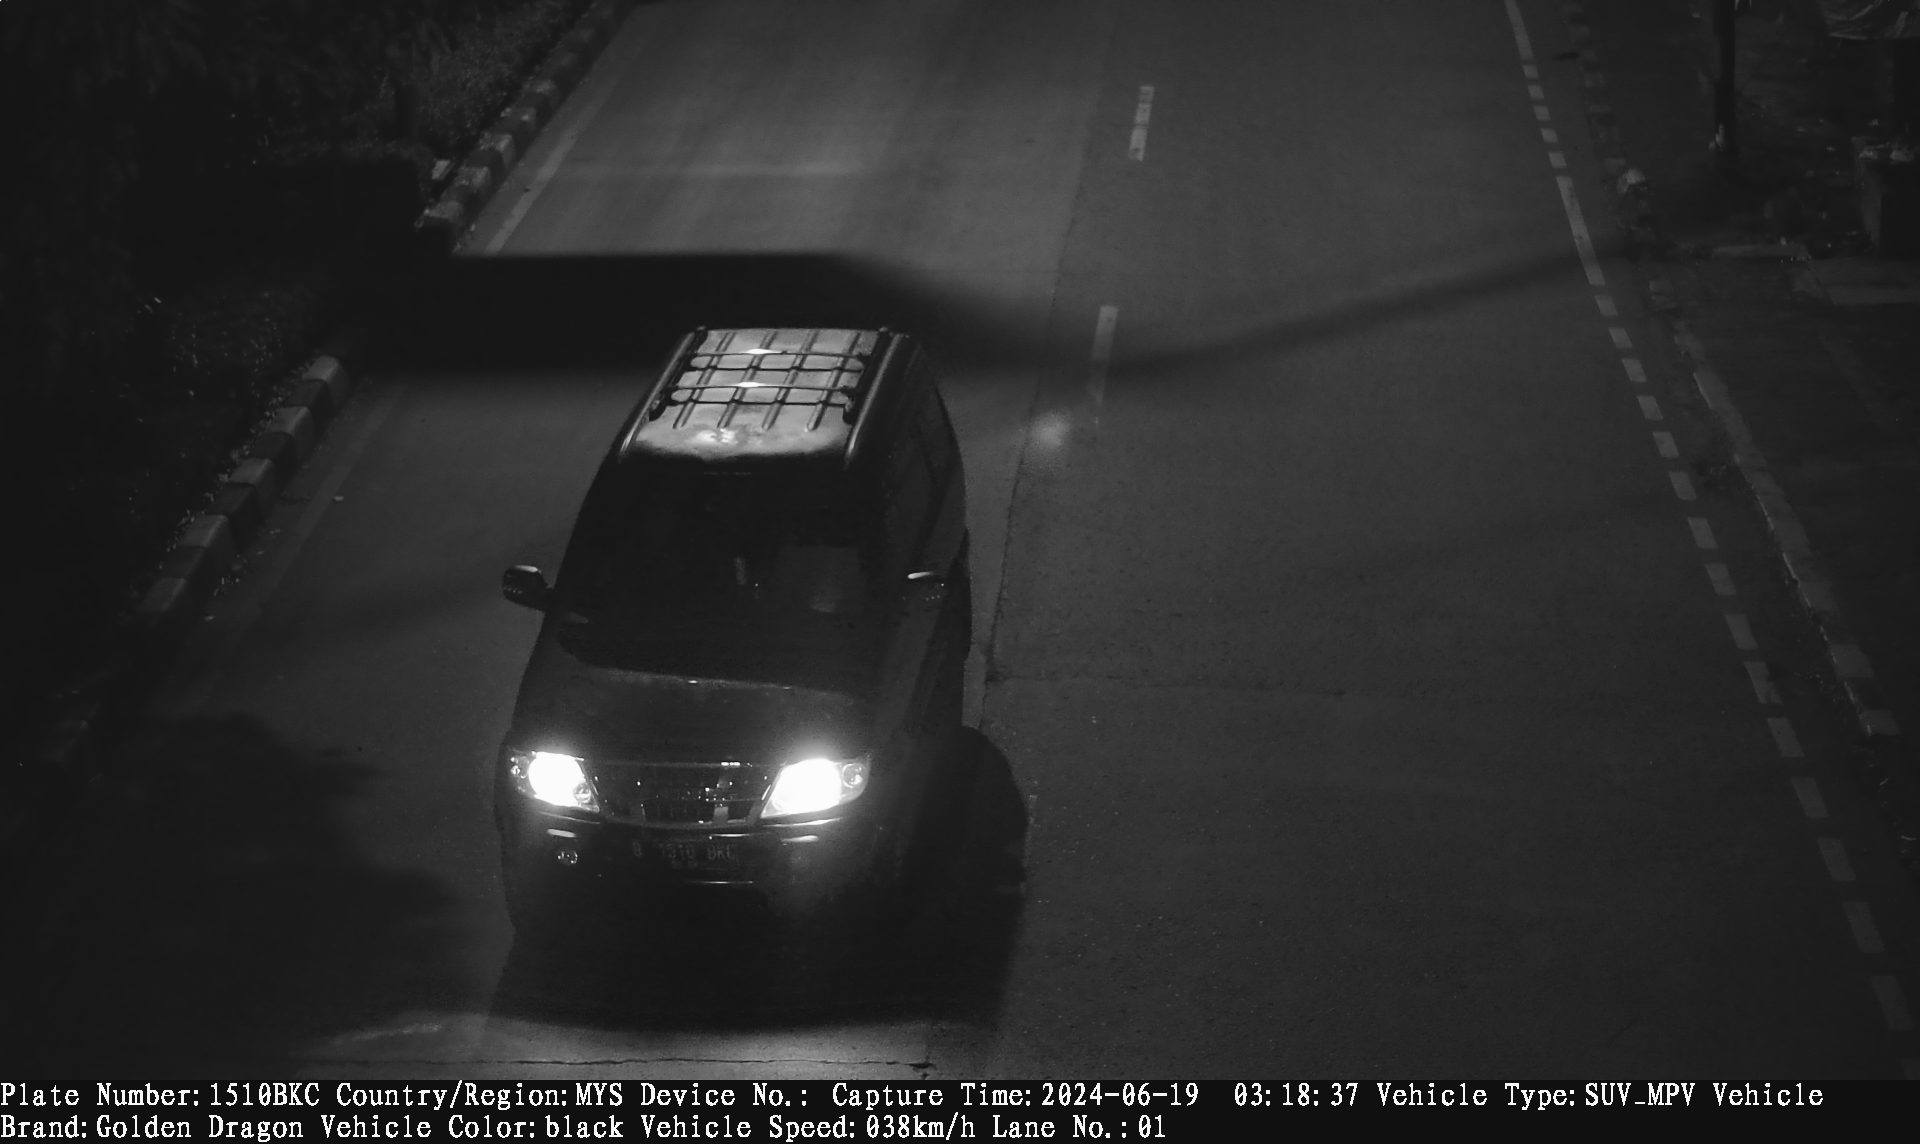 B 1510 BKC
Plate Number:1510BKC Country/Region:MYS Device No.: Capture Time:2024-06-19 03:18:37 Vehicle Type:SUV_MPV Vehicle
Brand:Golden Dragon Vehicle Color:black Vehicle Speed:038km/h Lane No.:01